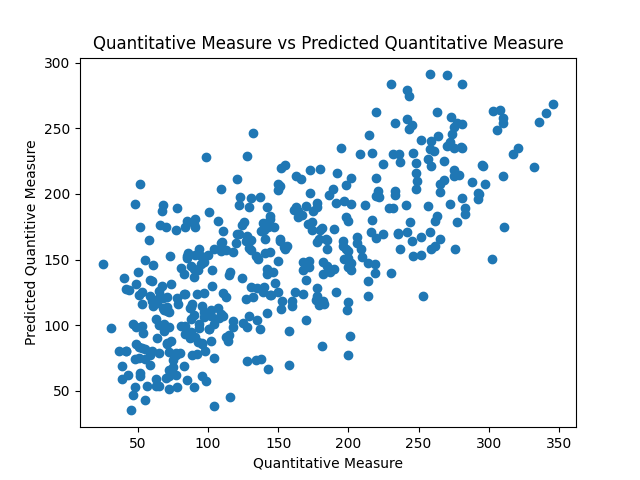 Quantitative Measure vs Predicted Quantitative Measure
300
250
200
150
100
50
Predicted Quantitive Measure
50 100 150 200 250 300 350
Quantitative Measure